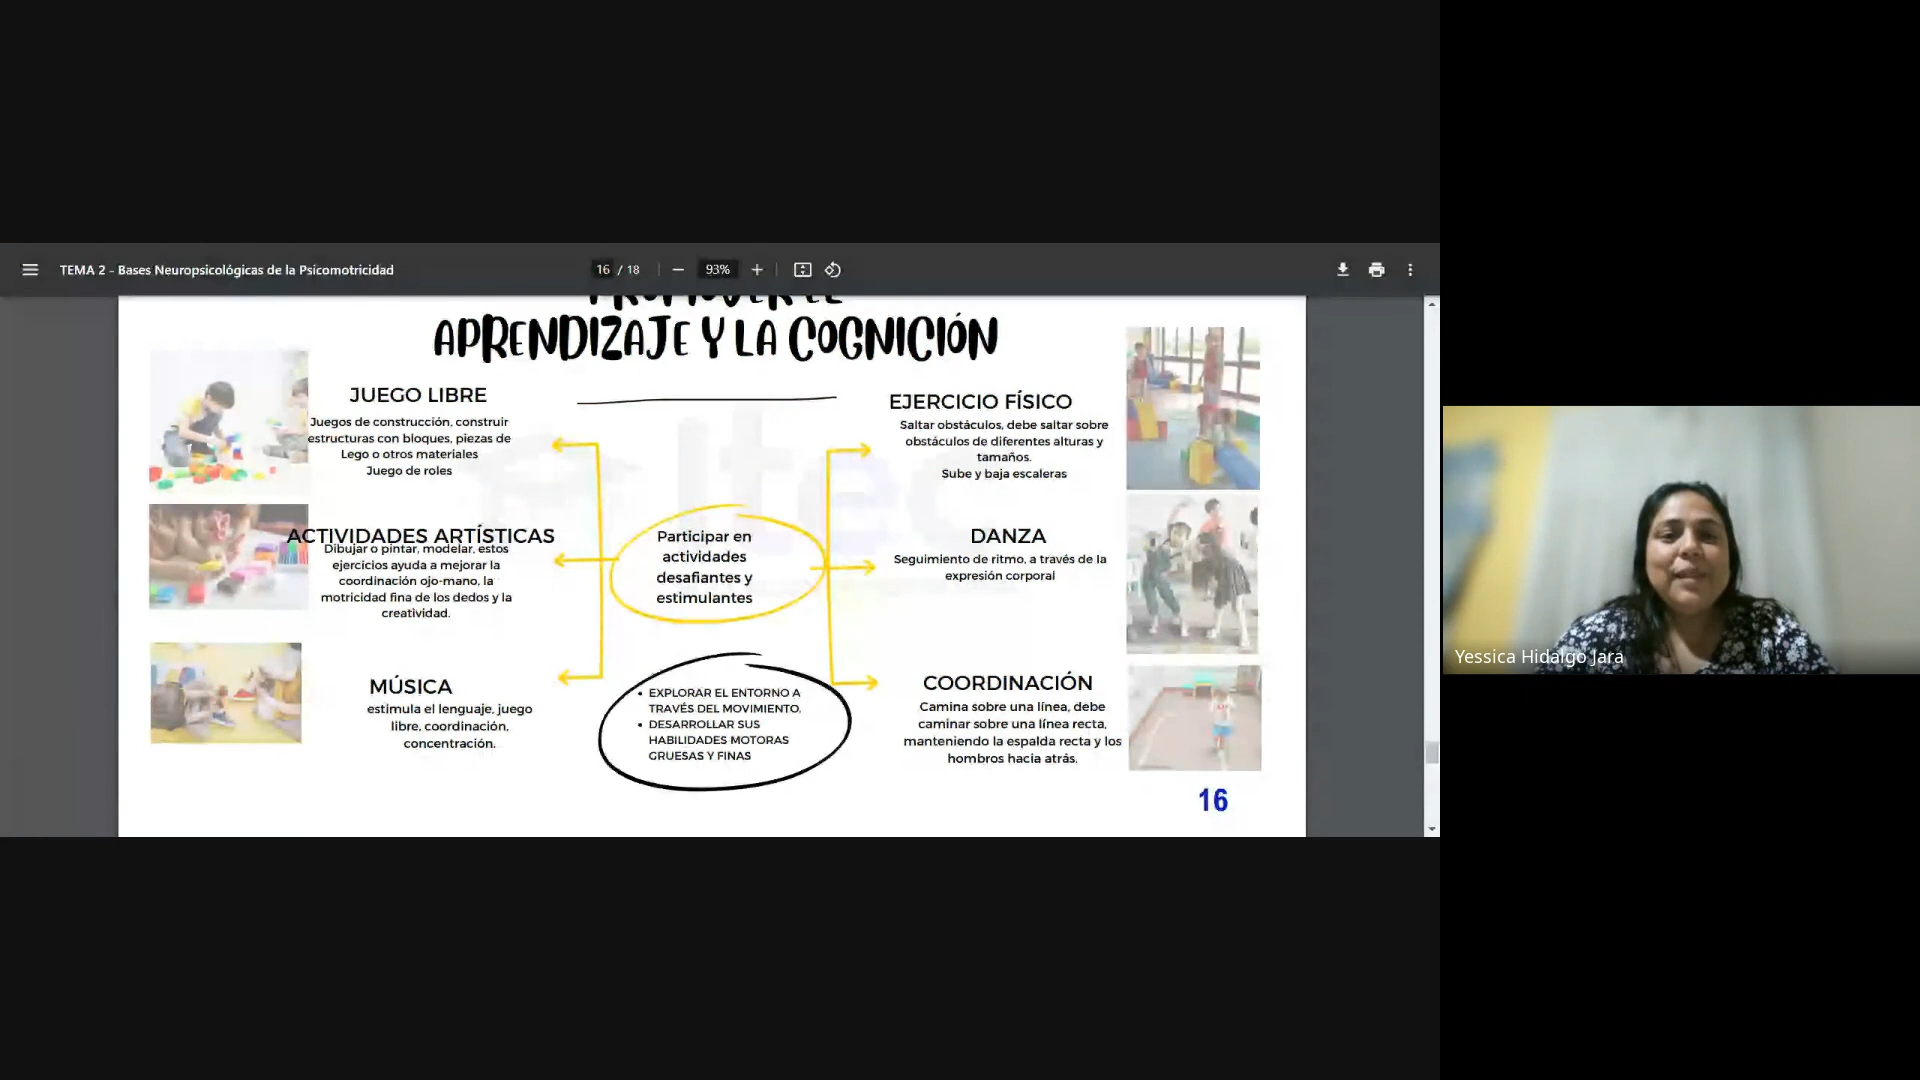 TEMA 2 - Bases Neuropsicológicas de la Psicomotricidad
16 / 18
93%
PROMOVER EL
APRENDIZAJE Y LA COGNICIÓN
JUEGO LIBRE
Juegos de construcción, construir
estructuras con bloques, piezas de
Lego o otros materiales
Juego de roles
ACTIVIDADES ARTÍSTICAS
Dibujar o pintar, modelar, estos
ejercicios ayuda a mejorar la
coordinación ojo-mano, la
motricidad fina de los dedos y la
creatividad.
MÚSICA
estimula el lenguaje, juego
libre, coordinación,
concentración.
Participar en
actividades
desafiantes y
estimulantes
• EXPLORAR EL ENTORNO A
TRAVÉS DEL MOVIMIENTO,
• DESARROLLAR SUS
HABILIDADES MOTORAS
GRUESAS Y FINAS
EJERCICIO FÍSICO
Saltar obstáculos, debe saltar sobre
obstáculos de diferentes alturas y
tamaños.
Sube y baja escaleras
DANZA
Seguimiento de ritmo, a través de la
expresión corporal
COORDINACIÓN
Camina sobre una línea, debe
caminar sobre una línea recta,
manteniendo la espalda recta y los
hombros hacia atrás.
16
Itec
Yessica Hidalgo Jara